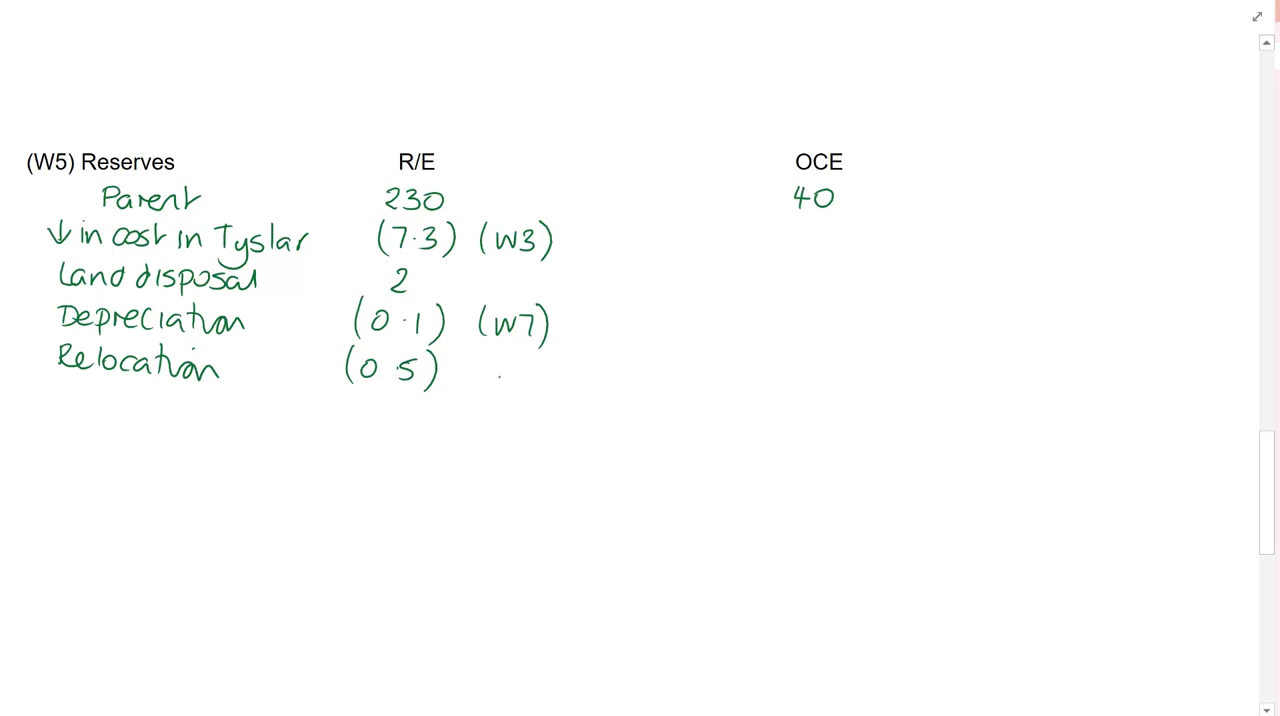 (W5) Reserves R/E OCE
Parent 230 40
↓ in cost in Tyslar (7.3) (W3)
Land disposal 2
Depreciation (0.1) (W7)
Relocation (0.5)